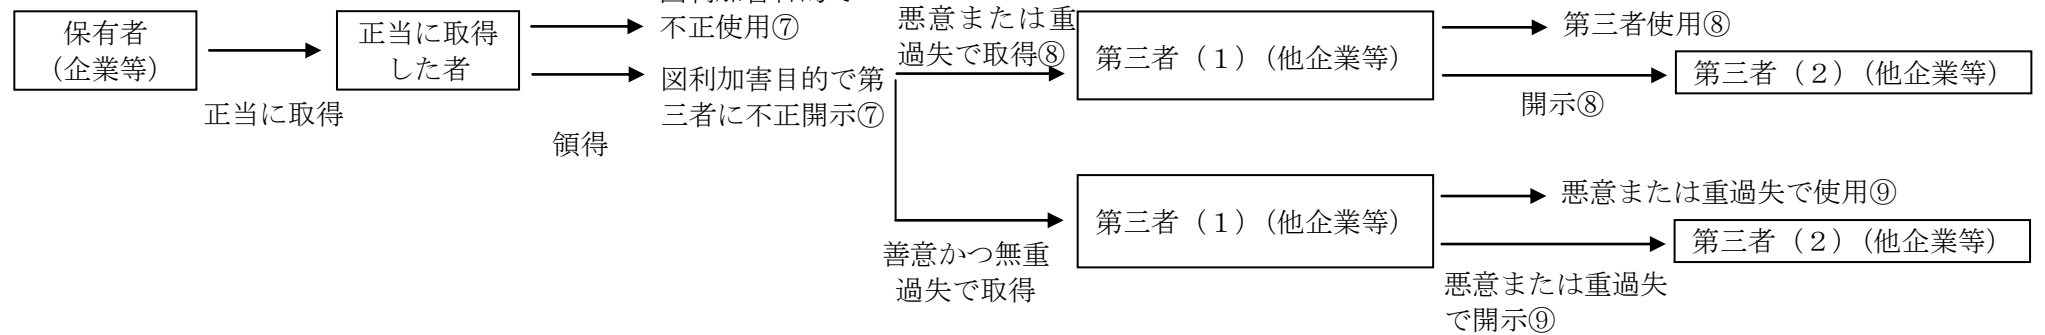 保有者
（企業等）
正当に取得
正当に取得
した者
不正使用⑦
図利加害目的で第
三者に不正開示⑦
領得
悪意または重
過失で取得⑧
第三者（１）（他企業等）
第三者使用⑧
開示⑧
第三者（２）（他企業等）
善意かつ無重
過失で取得
第三者（１）（他企業等）
悪意または重過失で使用⑨
第三者（２）（他企業等）
悪意または重過失
で開示⑨